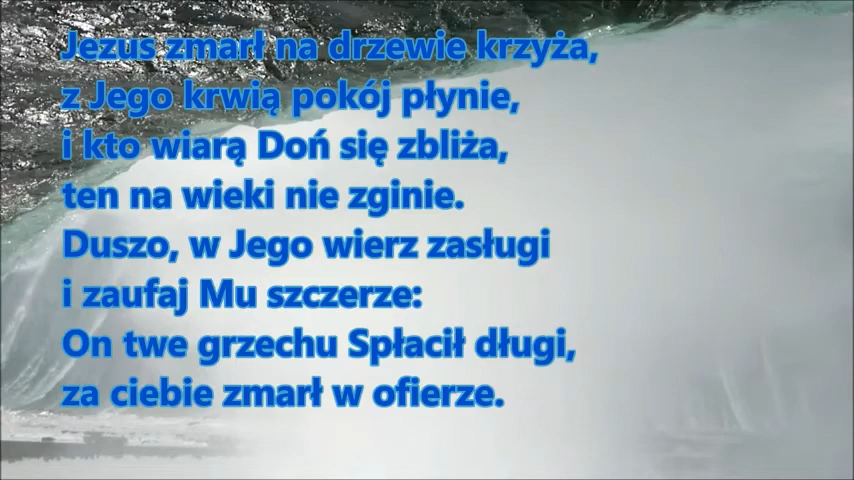 Jezus zmarł na drzewie krzyża,
z Jego krwią pokój płynie,
i kto wiarą Doń się zbliża,
ten na wieki nie zginie.
Duszo, w Jego wierz zasługi
i zaufaj Mu szczerze:
On twe grzechu Spłacił długi,
za ciebie zmarł w ofierze.